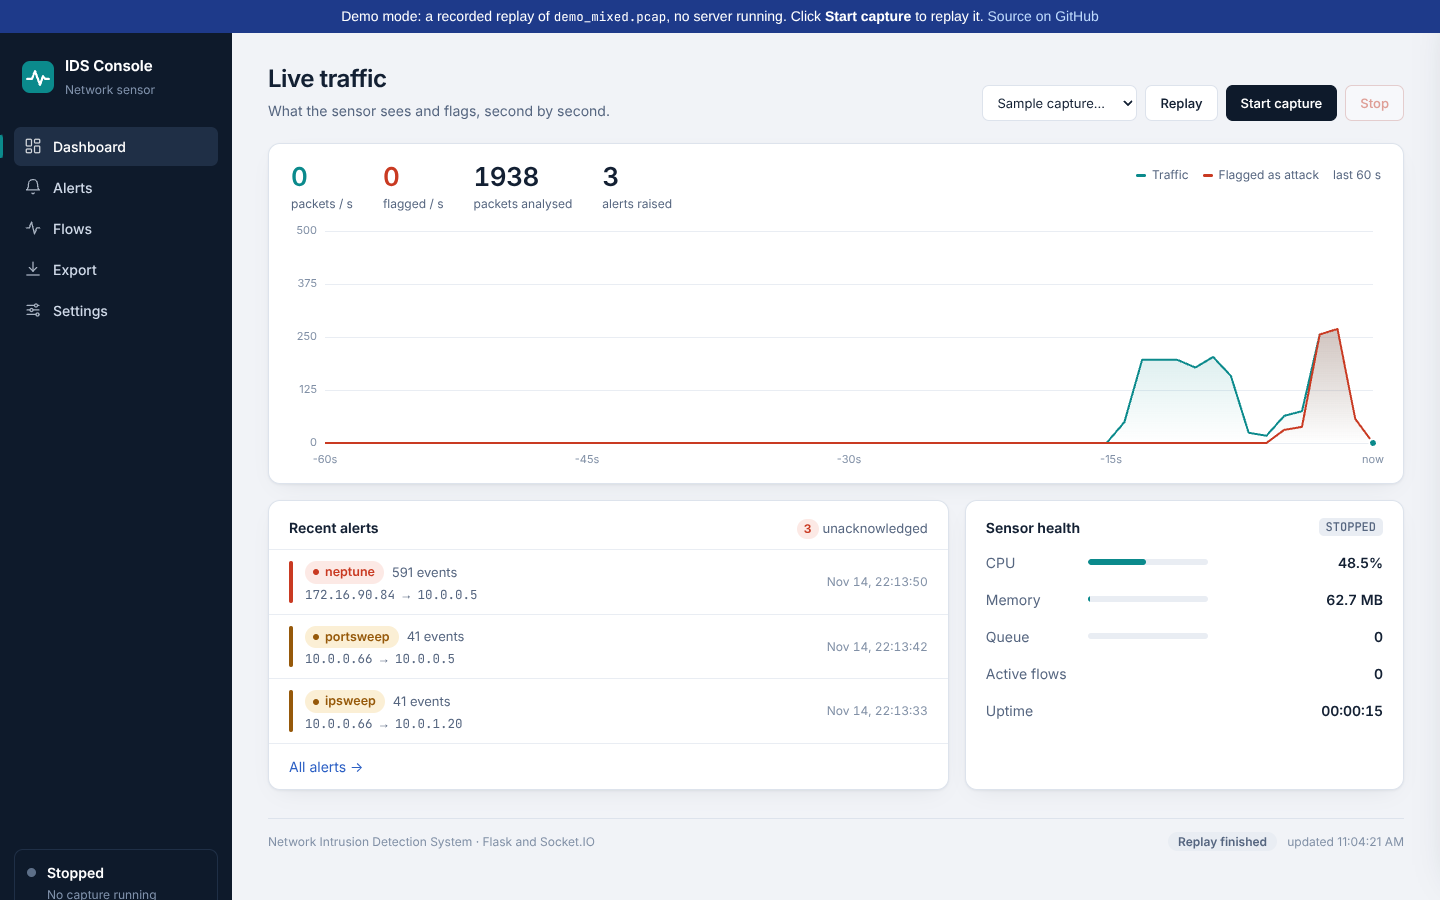 Demo mode: a recorded replay of demo_mixed.pcap, no server running. Click Start capture to replay it. Source on GitHub
IDS Console
Network sensor
Dashboard
Alerts
Flows
Export
Settings
Stopped
No capture running
Live traffic
What the sensor sees and flags, second by second.
Sample capture... Replay Start capture Stop
0 0 1938 3
packets / s flagged / s packets analysed alerts raised
Traffic Flagged as attack last 60 s
500
375
250
125
0
-60s -45s -30s -15s now
Recent alerts 3 unacknowledged
neptune 591 events
172.16.90.84 → 10.0.0.5
Nov 14, 22:13:50
portsweep 41 events
10.0.0.66 → 10.0.0.5
Nov 14, 22:13:42
ipsweep 41 events
10.0.0.66 → 10.0.1.20
Nov 14, 22:13:33
All alerts →
Sensor health STOPPED
CPU 48.5%
Memory 62.7 MB
Queue 0
Active flows 0
Uptime 00:00:15
Network Intrusion Detection System · Flask and Socket.IO
Replay finished updated 11:04:21 AM